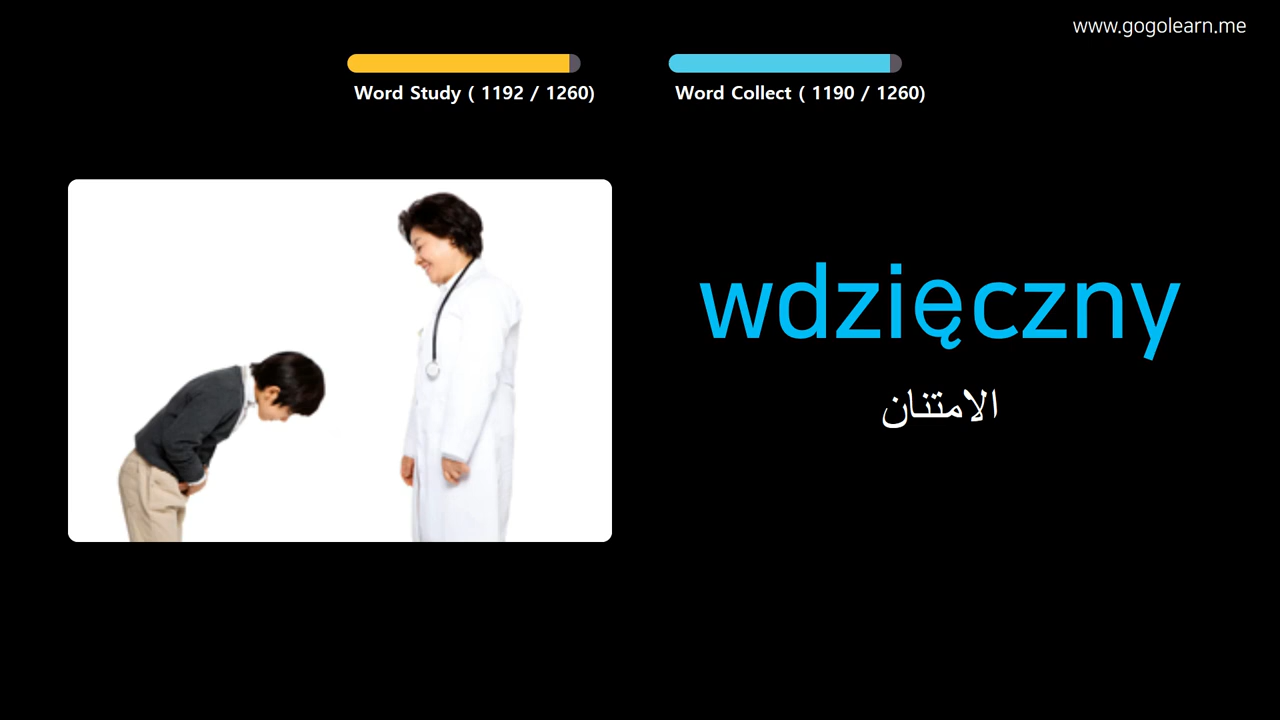 www.gogolearn.me
Word Study ( 1192 / 1260)
Word Collect ( 1190 / 1260)
wdzięczny
الامتنان